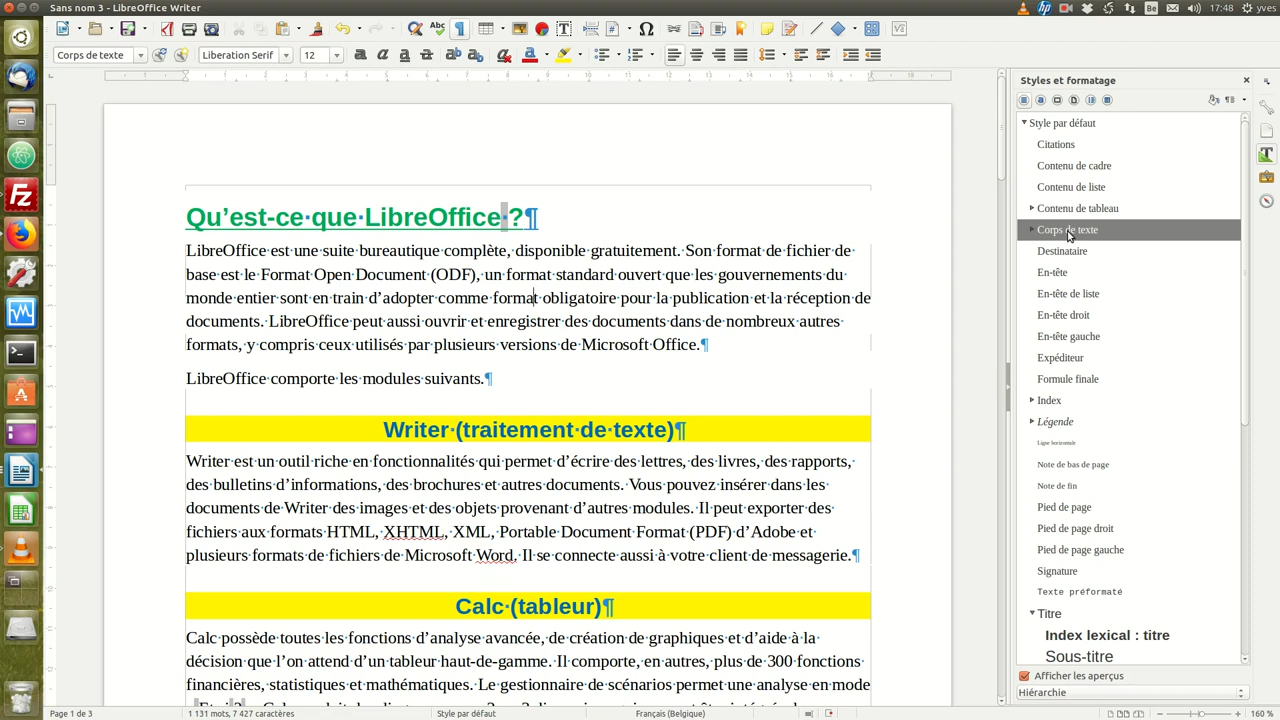 Sans nom 3 - LibreOffice Writer
Be
17:48
yves
Corps de texte
Liberation Serif
12
Styles et formatage
Style par défaut
Citations
Contenu de cadre
Contenu de liste
Contenu de tableau
Corps de texte
Destinataire
En-tête
En-tête de liste
En-tête droit
En-tête gauche
Expéditeur
Formule finale
Index
Légende
Ligne horizontale
Note de bas de page
Note de fin
Pied de page
Pied de page droit
Pied de page gauche
Signature
Texte préformaté
Titre
Index lexical : titre
Sous-titre
Afficher les aperçus
Hiérarchie
Qu’est-ce·que·LibreOffice·?¶
LibreOffice·est·une·suite·bureautique·complète,·disponible·gratuitement.·Son·format·de·fichier·de·
base·est·le·Format·Open·Document·(ODF),·un·format·standard·ouvert·que·les·gouvernements·du·
monde·entier·sont·en·train·d’adopter·comme·format·obligatoire·pour·la·publication·et·la·réception·de
documents.·LibreOffice·peut·aussi·ouvrir·et·enregistrer·des·documents·dans·de·nombreux·autres·
formats,·y·compris·ceux·utilisés·par·plusieurs·versions·de·Microsoft·Office.¶
LibreOffice·comporte·les·modules·suivants.¶
Writer·(traitement·de·texte)¶
Writer·est·un·outil·riche·en·fonctionnalités·qui·permet·d’écrire·des·lettres,·des·livres,·des·rapports,·
des·bulletins·d’informations,·des·brochures·et·autres·documents.·Vous·pouvez·insérer·dans·les·
documents·de·Writer·des·images·et·des·objets·provenant·d’autres·modules.·Il·peut·exporter·des·
fichiers·aux·formats·HTML,·XHTML,·XML,·Portable·Document·Format·(PDF)·d’Adobe·et·
plusieurs·formats·de·fichiers·de·Microsoft·Word.·Il·se·connecte·aussi·à·votre·client·de·messagerie.¶
Calc·(tableur)¶
Calc·possède·toutes·les·fonctions·d’analyse·avancée,·de·création·de·graphiques·et·d’aide·à·la·
décision·que·l’on·attend·d’un·tableur·haut-de-gamme.·Il·comporte,·en·autres,·plus·de·300·fonctions·
financières,·statistiques·et·mathématiques.·Le·gestionnaire·de·scénarios·permet·une·analyse·en·mode
Page 1 de 3
1 131 mots, 7 427 caractères
Style par défaut
Français (Belgique)
160 %